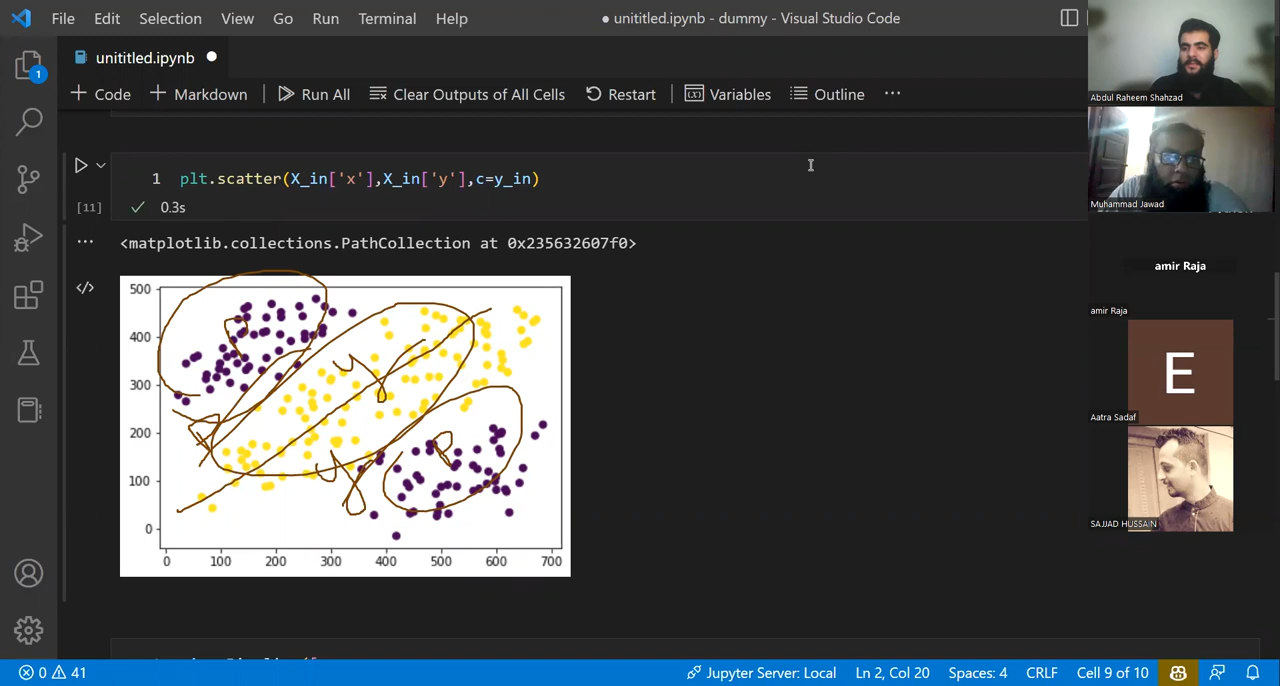 File Edit Selection View Go Run Terminal Help
● unititled.ipynb - dummy - Visual Studio Code
unititled.ipynb ●
1
+ Code + Markdown Run All Clear Outputs of All Cells Restart Variables Outline ...
1 plt.scatter(X_in['x'],X_in['y'],c=y_in)
[11] ✓ 0.3s
... <matplotlib.collections.PathCollection at 0x235632607f0>
</>
500
400
300
200
100
0
0 100 200 300 400 500 600 700
Abdul Raheem Shahzad
Muhammad Jawad
amir Raja
amir Raja
E
Aatra Sadaf
SAJJAD HUSSAIN
0 41 Jupyter Server: Local Ln 2, Col 20 Spaces: 4 CRLF Cell 9 of 10